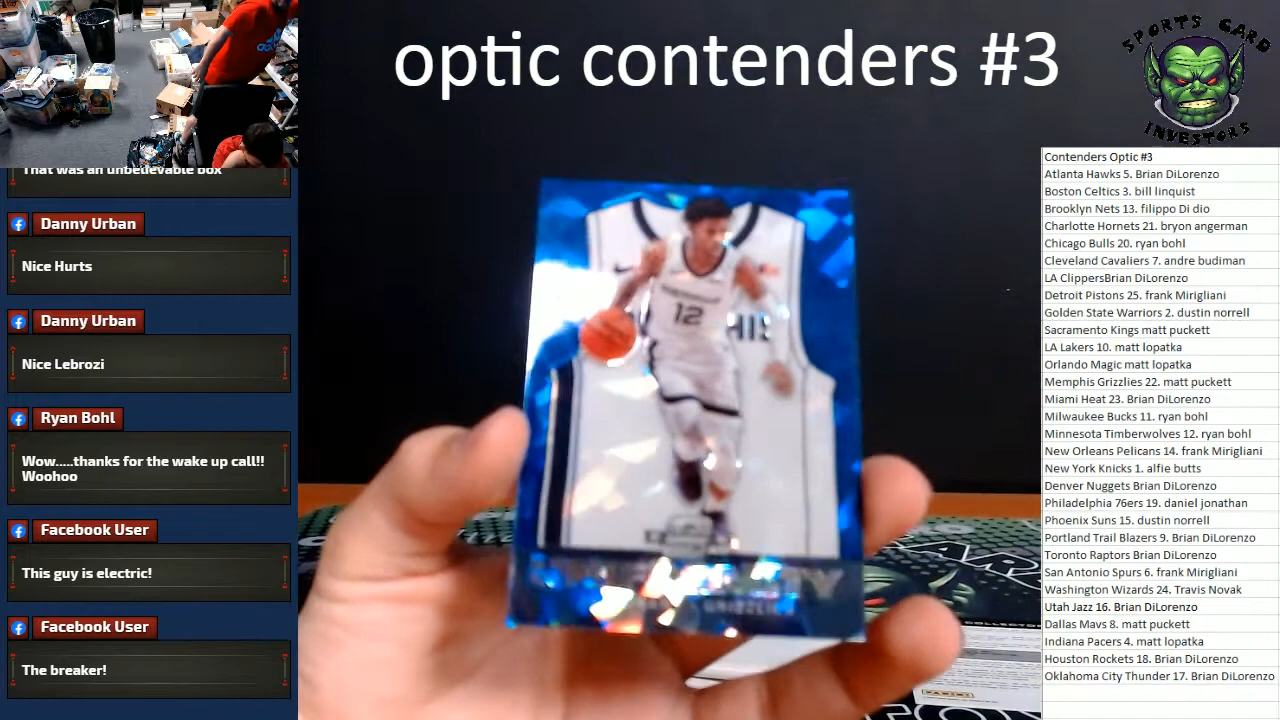 optic contenders #3
SPORTS CARD
INVESTORS
That was an unbelievable box
Danny Urban
Nice Hurts
Danny Urban
Nice Lebrozi
Ryan Bohl
Wow.....thanks for the wake up call!!
Woohoo
Facebook User
This guy is electric!
Facebook User
The breaker!
12
HIS
GRIZZLIES
PANINI
Contenders Optic #3
Atlanta Hawks 5. Brian DiLorenzo
Boston Celtics 3. bill linquist
Brooklyn Nets 13. filippo Di dio
Charlotte Hornets 21. bryon angerman
Chicago Bulls 20. ryan bohl
Cleveland Cavaliers 7. andre budiman
LA ClippersBrian DiLorenzo
Detroit Pistons 25. frank Mirigliani
Golden State Warriors 2. dustin norrell
Sacramento Kings matt puckett
LA Lakers 10. matt lopatka
Orlando Magic matt lopatka
Memphis Grizzlies 22. matt puckett
Miami Heat 23. Brian DiLorenzo
Milwaukee Bucks 11. ryan bohl
Minnesota Timberwolves 12. ryan bohl
New Orleans Pelicans 14. frank Mirigliani
New York Knicks 1. alfie butts
Denver Nuggets Brian DiLorenzo
Philadelphia 76ers 19. daniel jonathan
Phoenix Suns 15. dustin norrell
Portland Trail Blazers 9. Brian DiLorenzo
Toronto Raptors Brian DiLorenzo
San Antonio Spurs 6. frank Mirigliani
Washington Wizards 24. Travis Novak
Utah Jazz 16. Brian DiLorenzo
Dallas Mavs 8. matt puckett
Indiana Pacers 4. matt lopatka
Houston Rockets 18. Brian DiLorenzo
Oklahoma City Thunder 17. Brian DiLorenzo